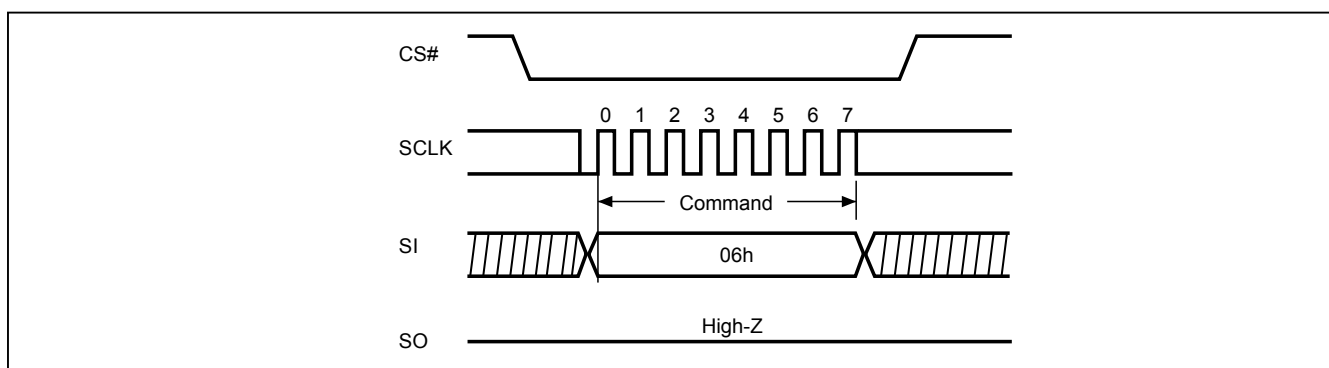 CS#
0 1 2 3 4 5 6 7
SCLK
Command
SI
06h
High-Z
SO